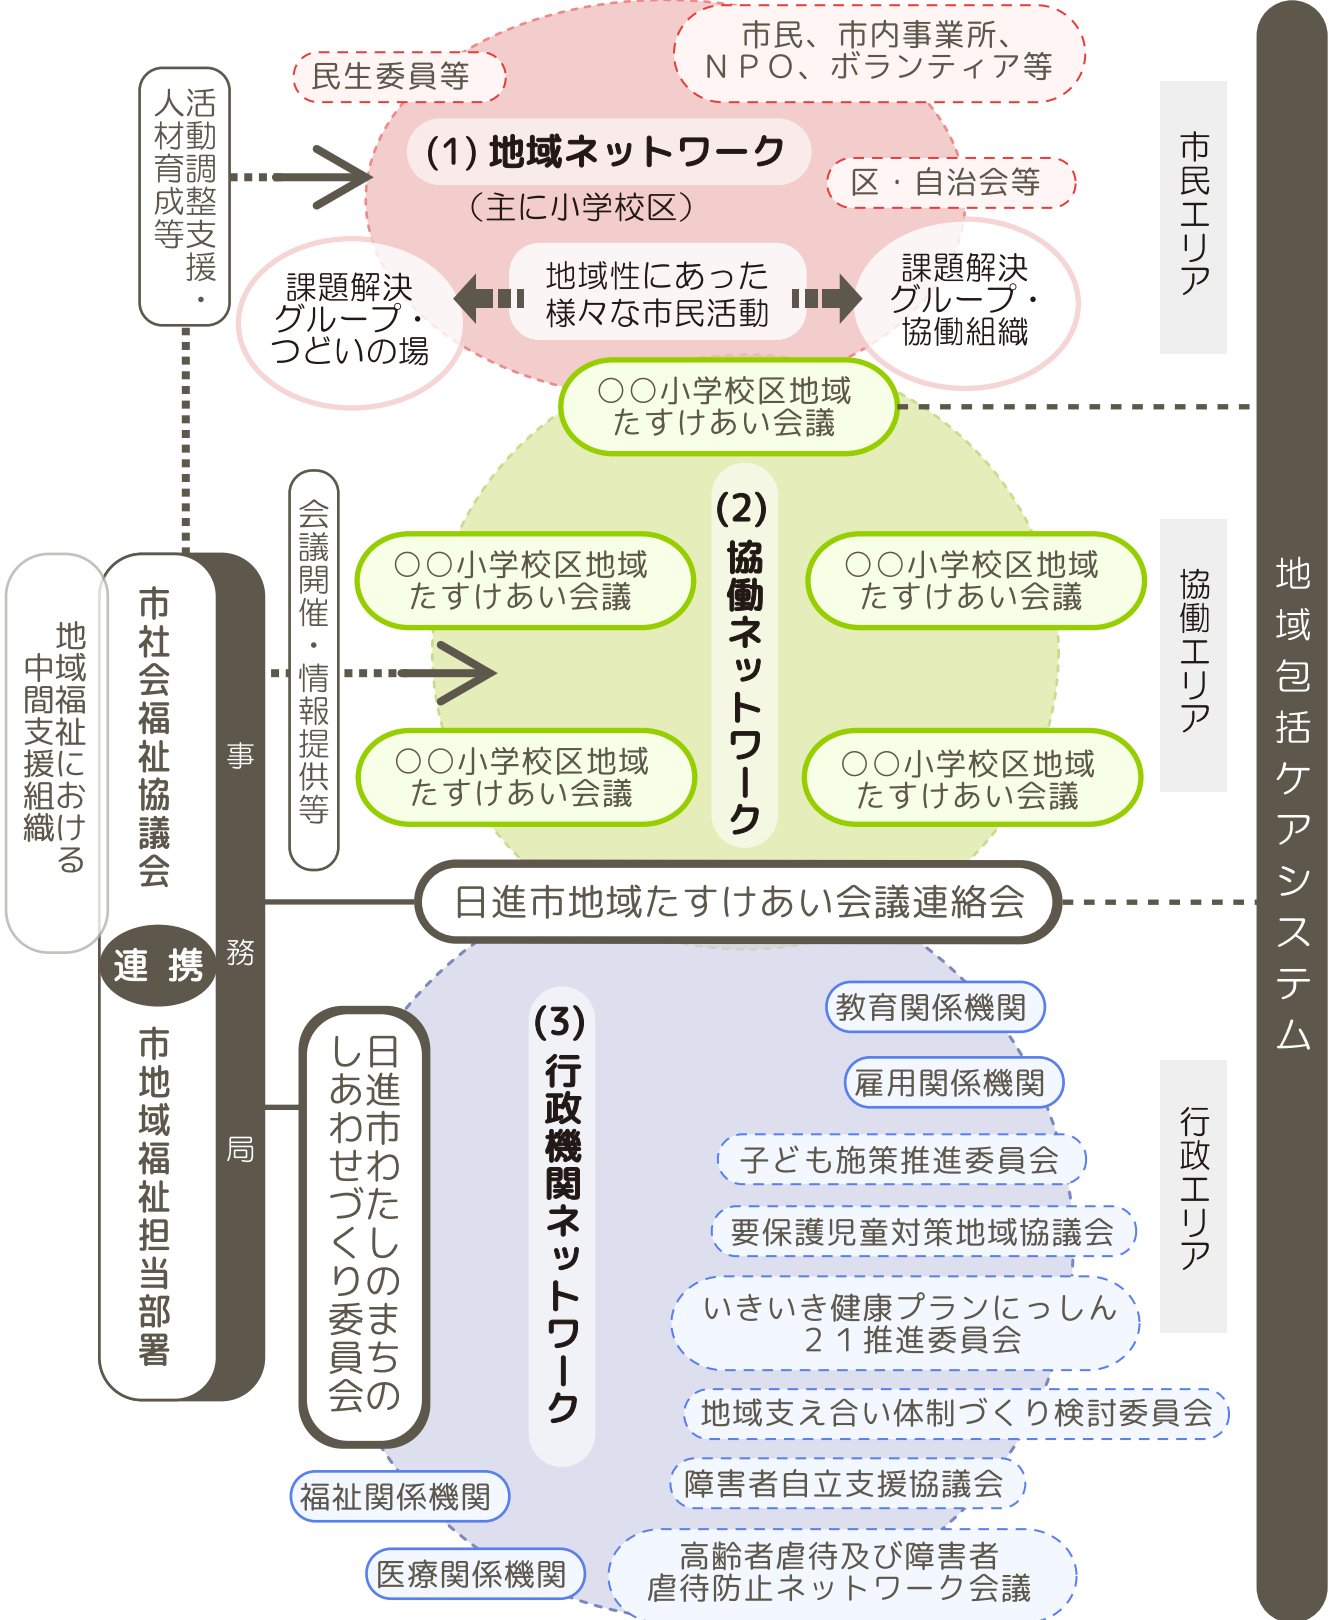 市民、市内事業所、
ＮＰＯ、ボランティア等
民生委員等
(1) 地域ネットワーク
（主に小学校区）
区・自治会等
活動調整支援・
人材育成等
課題解決
グループ・
つどいの場
地域性にあった
様々な市民活動
課題解決
グループ・
協働組織
市民エリア
○○小学校区地域
たすけあい会議
(2)協働ネットワーク
○○小学校区地域
たすけあい会議
○○小学校区地域
たすけあい会議
○○小学校区地域
たすけあい会議
○○小学校区地域
たすけあい会議
会議開催・情報提供等
協働エリア
地域包括ケアシステム
地域福祉における
中間支援組織
市社会福祉協議会
連携
市地域福祉担当部署
事務局
日進市地域たすけあい会議連絡会
(3)行政機関ネットワーク
日進市わたしのまちの
しあわせづくり委員会
教育関係機関
雇用関係機関
子ども施策推進委員会
要保護児童対策地域協議会
いきいき健康プランにっしん
２１推進委員会
地域支え合い体制づくり検討委員会
障害者自立支援協議会
高齢者虐待及び障害者
虐待防止ネットワーク会議
福祉関係機関
医療関係機関
行政エリア